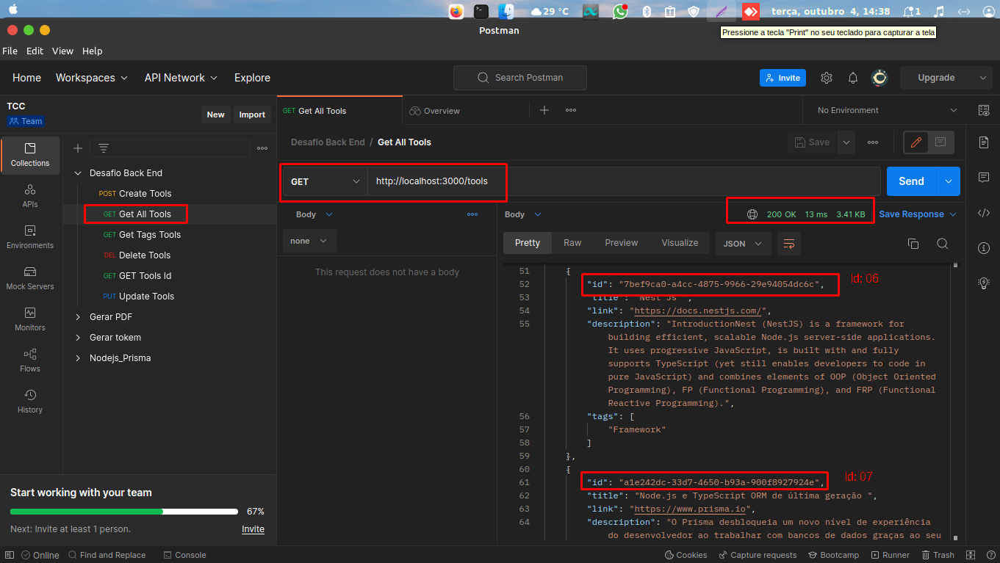 29 °C
terça, outubro 4, 14:38
1
Postman
Pressione a tecla "Print" no seu teclado para capturar a tela
File Edit View Help
Home Workspaces API Network Explore
Search Postman
Invite
Upgrade
TCC
Team
New Import
GET Get All Tools
Overview
No Environment
Collections
APIs
Environments
Mock Servers
Monitors
Flows
History
Desafio Back End
POST Create Tools
GET Get All Tools
GET Get Tags Tools
DEL Delete Tools
GET GET Tools Id
PUT Update Tools
Gerar PDF
Gerar tokem
Nodejs_Prisma
Start working with your team
67%
Next: Invite at least 1 person. Invite
Desafio Back End / Get All Tools
Save
GET http://localhost:3000/tools
Send
Body
none
This request does not have a body
Body
200 OK 13 ms 3.41 KB Save Response
Pretty Raw Preview Visualize JSON
51 {
52 "id": "7bef9ca0-a4cc-4875-9966-29e94054dc6c",
Id: 06
53 "title": "Nest Js ",
54 "link": "https://docs.nestjs.com/",
55 "description": "IntroductionNest (NestJS) is a framework for
building efficient, scalable Node.js server-side applications.
It uses progressive JavaScript, is built with and fully
supports TypeScript (yet still enables developers to code in
pure JavaScript) and combines elements of OOP (Object Oriented
Programming), FP (Functional Programming), and FRP (Functional
Reactive Programming).",
56 "tags": [
57 "Framework"
58 ]
59 },
60 {
61 "id": "a1e242dc-33d7-4650-b93a-900f8927924e",
Id: 07
62 "title": "Node.js e TypeScript ORM de última geração ",
63 "link": "https://www.prisma.io",
64 "description": "O Prisma desbloqueia um novo nível de experiência
do desenvolvedor ao trabalhar com bancos de dados graças ao seu
Online Find and Replace Console
Cookies Capture requests Bootcamp Runner Trash